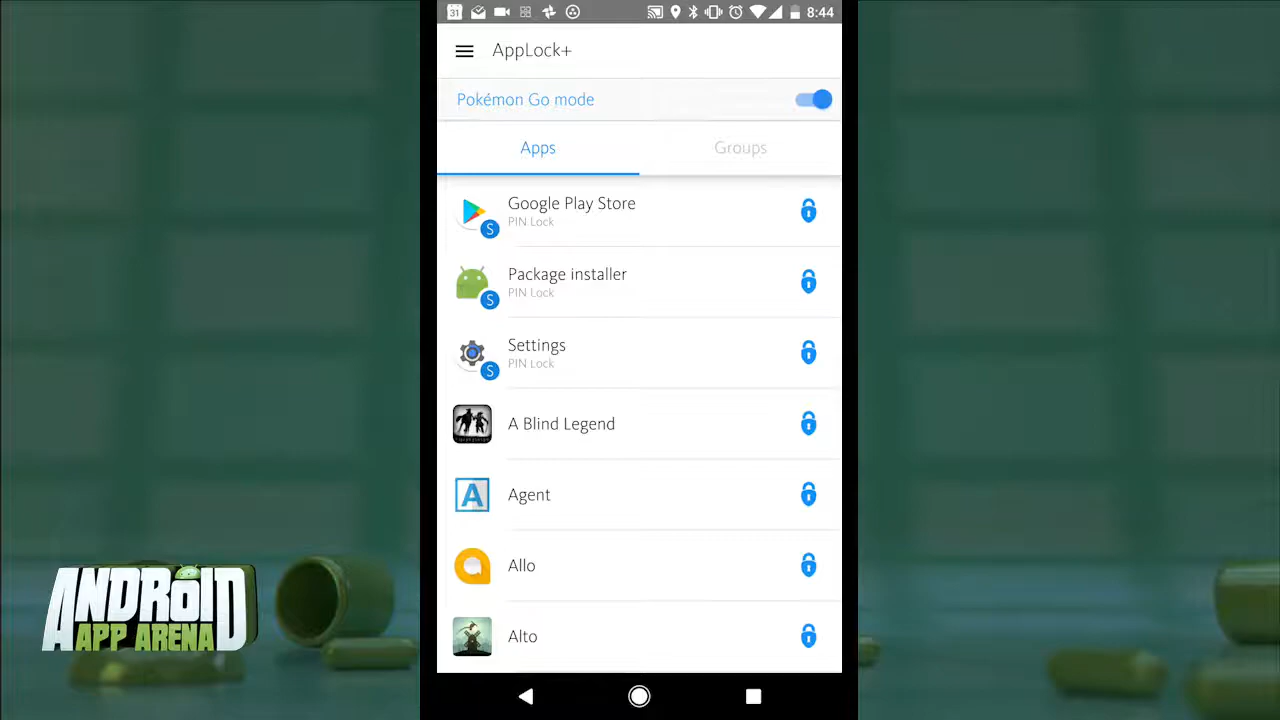 31
8:44
AppLock+
Pokémon Go mode
Apps
Groups
Google Play Store
PIN Lock
S
Package installer
PIN Lock
S
Settings
PIN Lock
S
A Blind Legend
A
Agent
Allo
Alto
ANDROID
APP ARENA